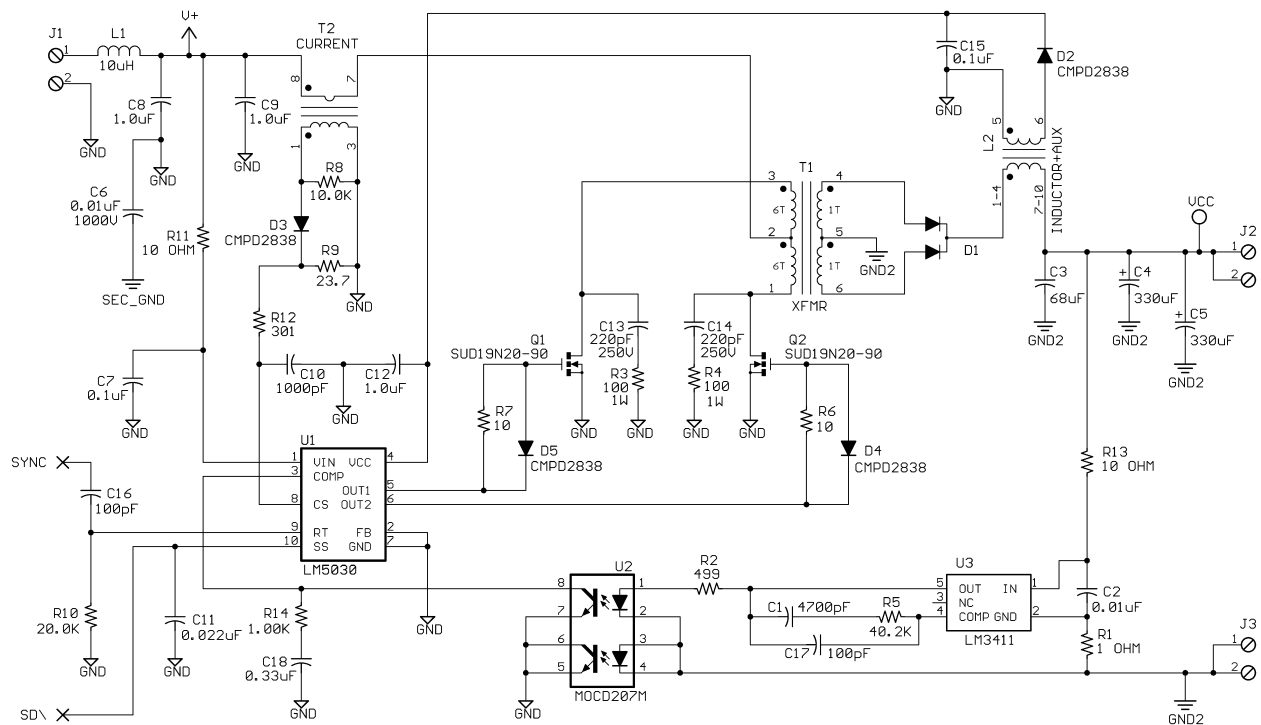 V+
J1
1
2
L1
10uH
T2
CURRENT
8
7
1
3
C8
1.0uF
C9
1.0uF
GND
GND
GND
C6
0.01uF
1000V
SEC_GND
R11
10 OHM
R8
10.0K
D3
CMPD2838
R9
23.7
GND
R12
301
C10
1000pF
C12
1.0uF
GND
C7
0.1uF
GND
C15
0.1uF
GND
D2
CMPD2838
5
6
L2
1-4
7-10
INDUCTOR+AUX
T1
3
4
6T
1T
2
5
6T
1T
1
6
XFMR
GND2
D1
VCC
J2
1
2
C3
68uF
GND2
+
C4
330uF
GND2
+
C5
330uF
GND2
Q1
SUD19N20-90
C13
220pF
250V
R3
100
1W
GND
GND
C14
220pF
250V
R4
100
1W
GND
GND
Q2
SUD19N20-90
R7
10
D5
CMPD2838
R6
10
D4
CMPD2838
R13
10 OHM
SYNC
C16
100pF
U1
1 VIN VCC 4
3 COMP
OUT1 5
8 CS OUT2 6
9 RT FB 2
10 SS GND 7
LM5030
GND
R10
20.0K
GND
C11
0.022uF
GND
R14
1.00K
C18
0.33uF
GND
SD\
U2
8 1
7 2
6 3
5 4
MOCD207M
GND
R2
499
C1 4700pF
R5
40.2K
C17 100pF
U3
5 OUT IN 1
3 NC
4 COMP GND 2
LM3411
C2
0.01uF
R1
1 OHM
J3
1
2
GND2